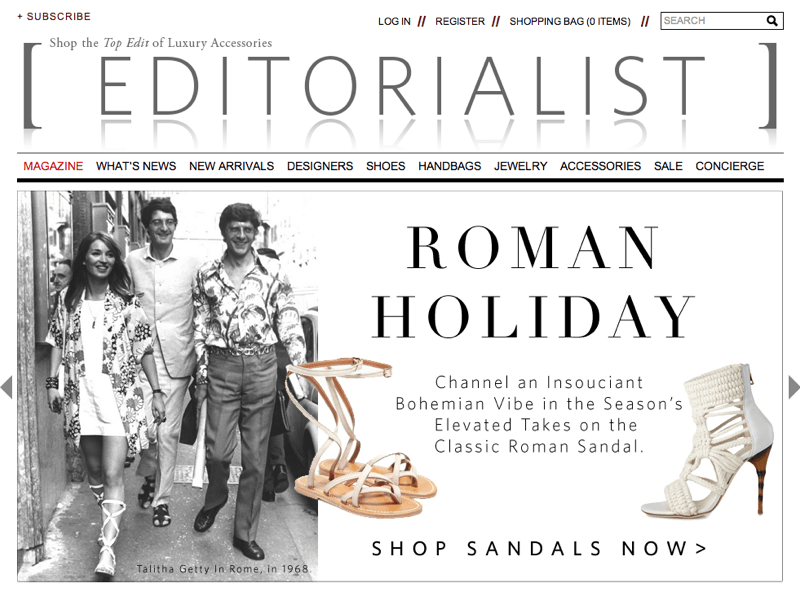 + SUBSCRIBE
LOG IN // REGISTER // SHOPPING BAG (0 ITEMS) // SEARCH
Shop the Top Edit of Luxury Accessories
[ EDITORIALIST ]
MAGAZINE WHAT'S NEWS NEW ARRIVALS DESIGNERS SHOES HANDBAGS JEWELRY ACCESSORIES SALE CONCIERGE
ROMAN
HOLIDAY
Channel an Insouciant
Bohemian Vibe in the Season's
Elevated Takes on the
Classic Roman Sandal.
SHOP SANDALS NOW>
Talitha Getty In Rome, in 1968.